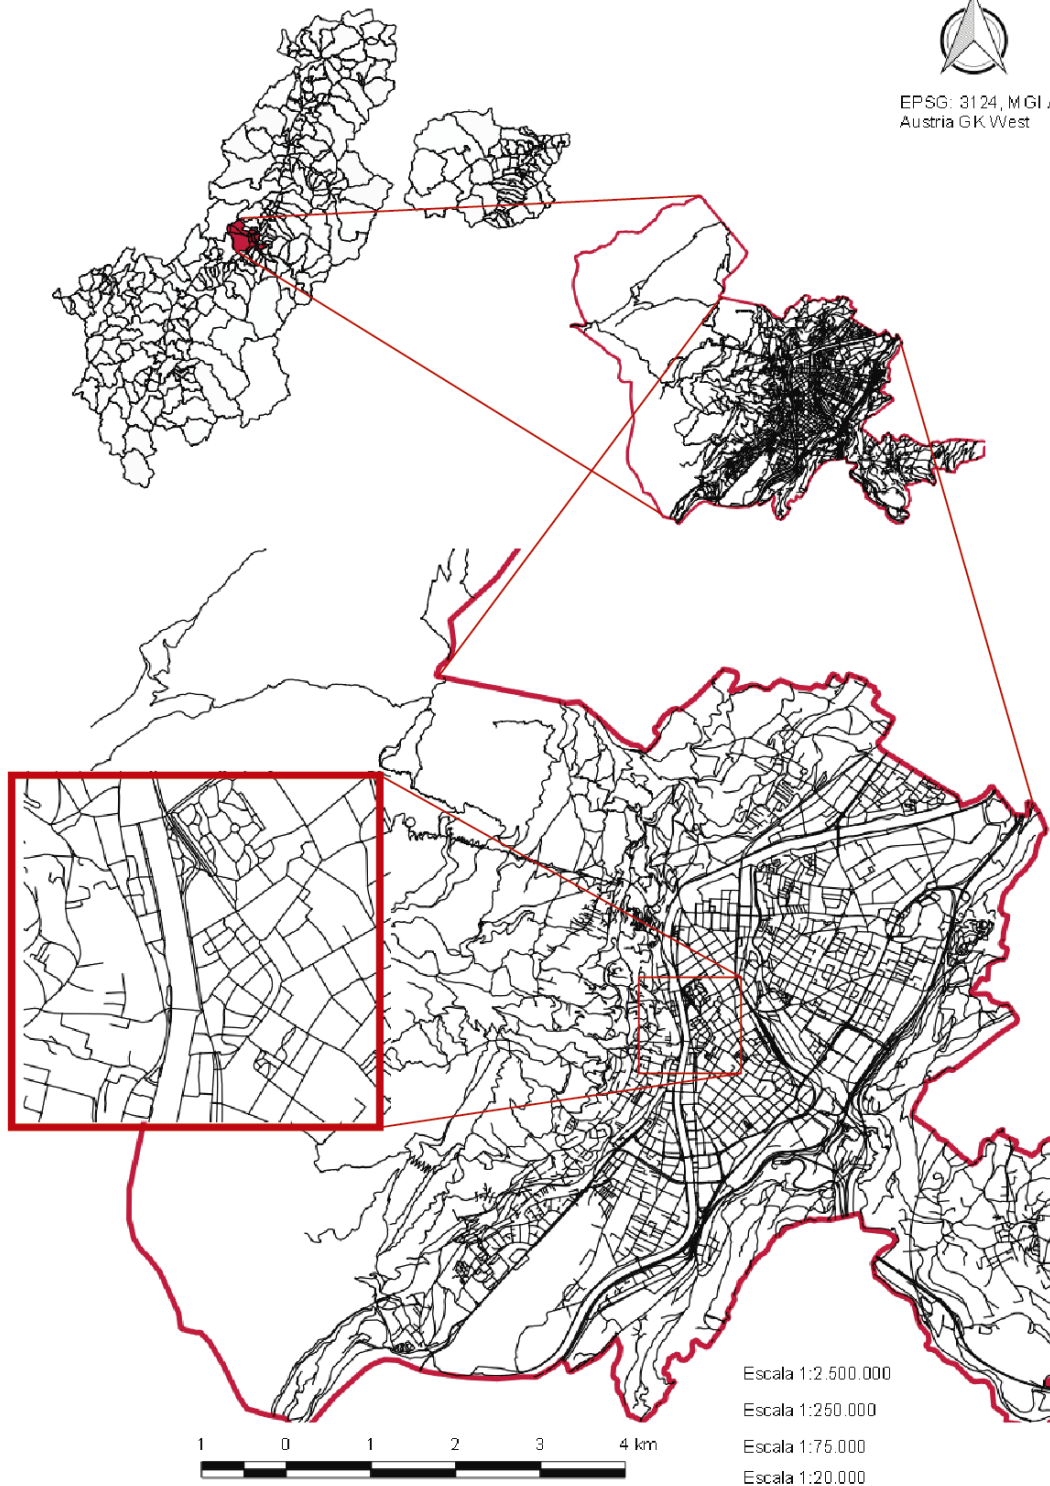 EPSG: 3124, MGI /
Austria GK West
Escala 1:2.500.000
Escala 1:250.000
Escala 1:75.000
Escala 1:20.000
1 0 1 2 3 4 km